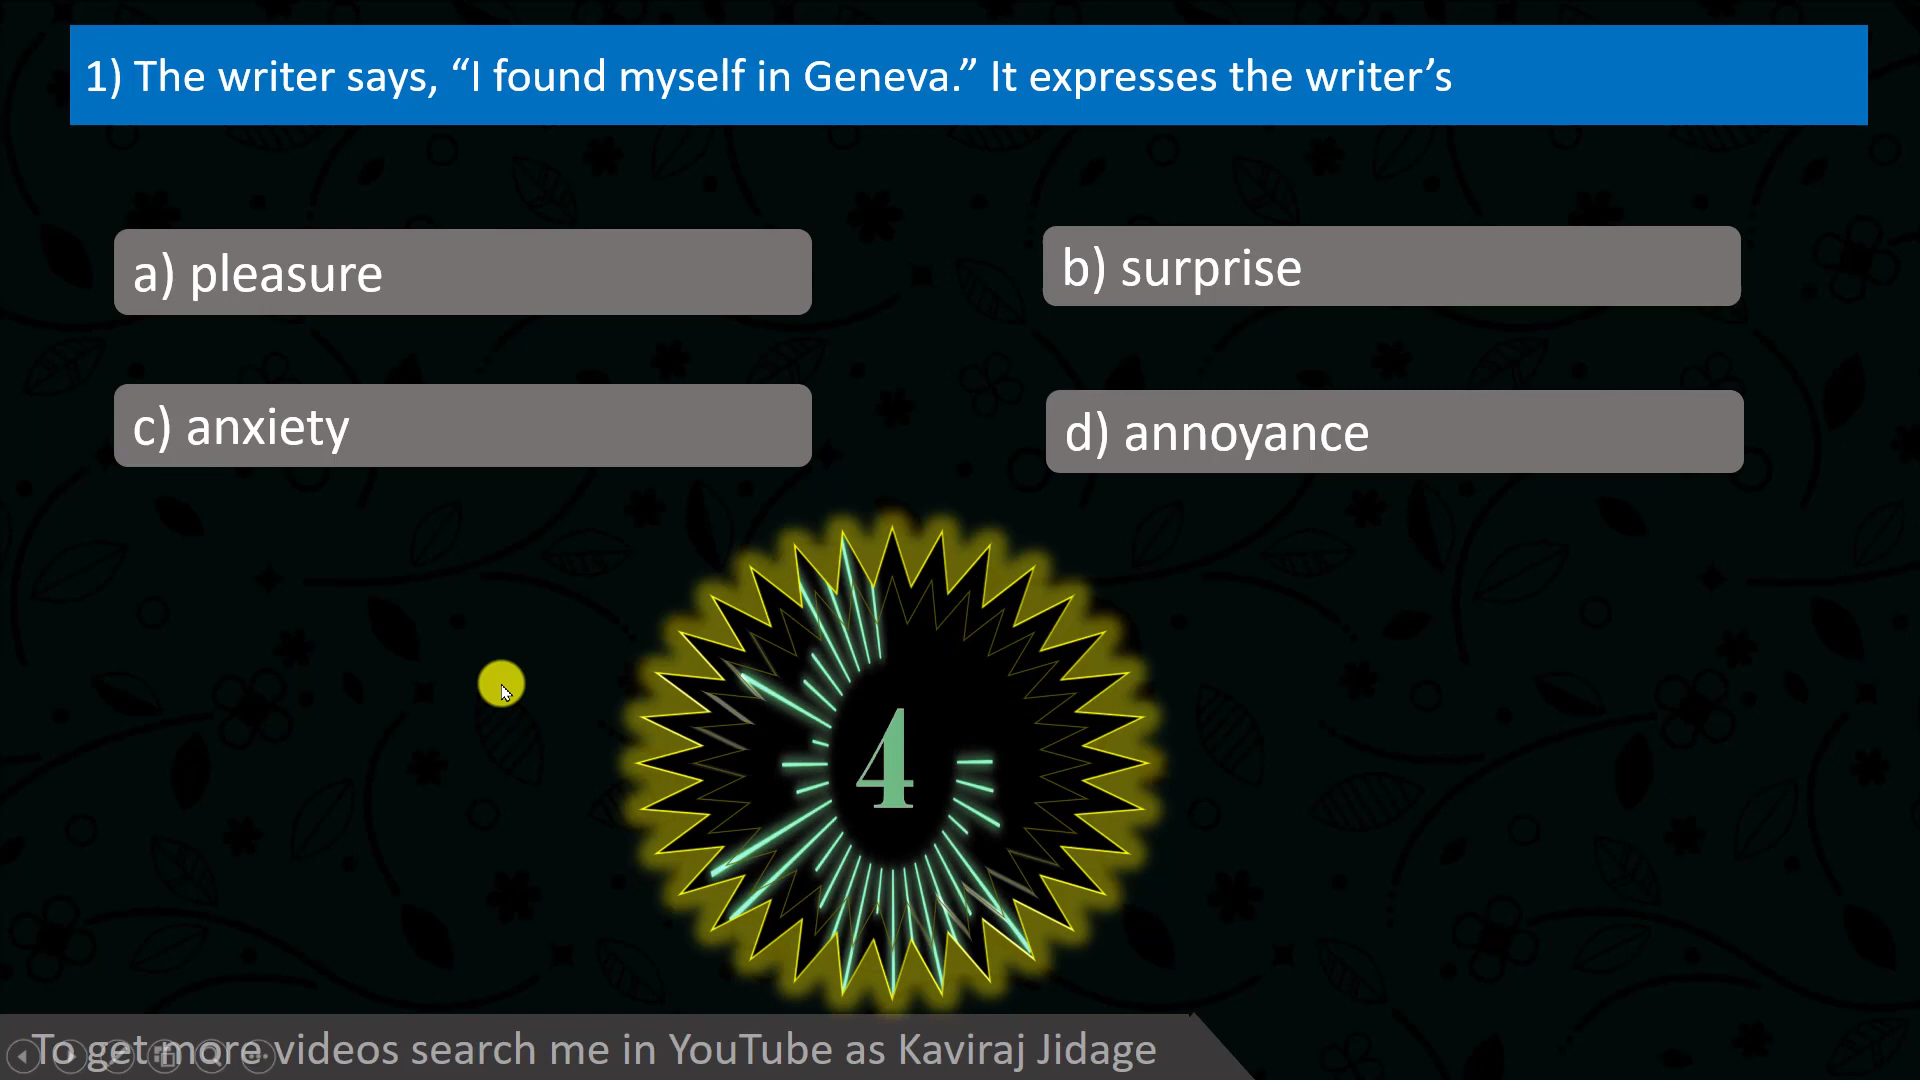 1) The writer says, “I found myself in Geneva.” It expresses the writer’s
a) pleasure
b) surprise
c) anxiety
d) annoyance
4
To get more videos search me in YouTube as Kaviraj Jidage